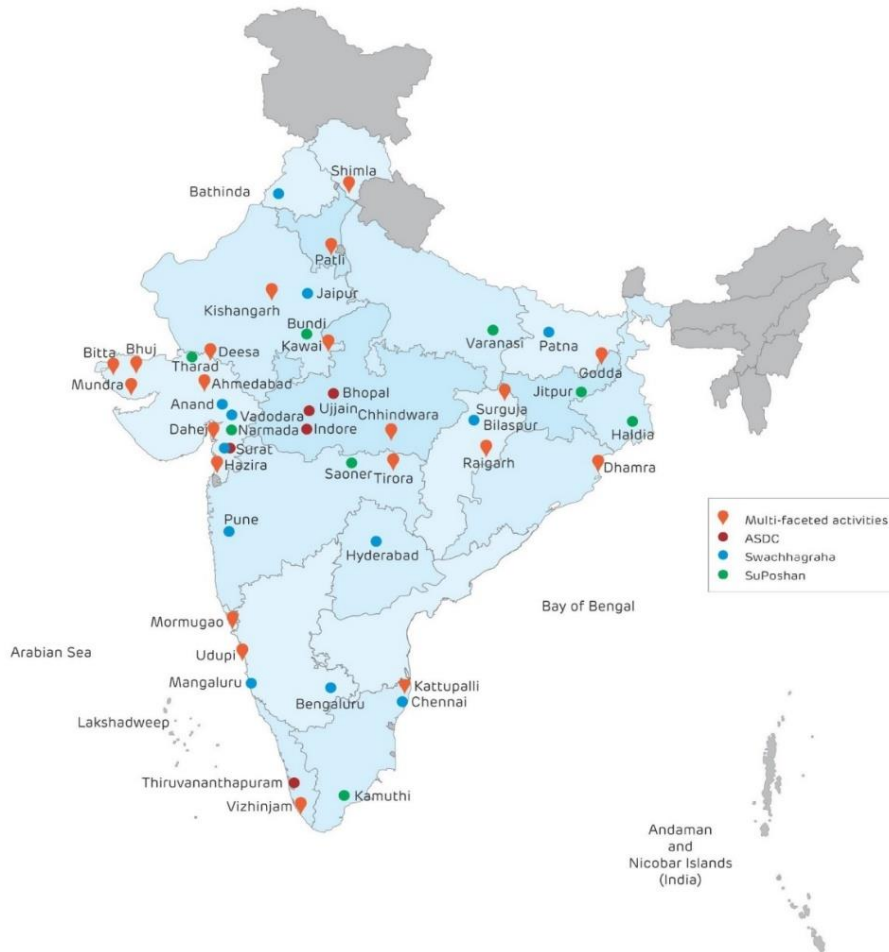 Shimla
Bathinda
Patli
Kishangarh
Jaipur
Bundi
Kawai
Varanasi
Patna
Godda
Bitta
Bhuj
Tharad
Deesa
Mundra
Ahmedabad
Anand
Vadodara
Bhopal
Ujjain
Chhindwara
Surguja
Jitpur
Dahej
Narmada
Indore
Bilaspur
Haldia
Surat
Hazira
Saoner
Tirora
Raigarh
Dhamra
Pune
Hyderabad
Multi-faceted activities
ASDC
Swachhagraha
SuPoshan
Bay of Bengal
Mormugao
Arabian Sea
Udupi
Mangaluru
Bengaluru
Kattupalli
Chennai
Lakshadweep
Thiruvananthapuram
Kamuthi
Vizhinjam
Andaman
and
Nicobar Islands
(India)